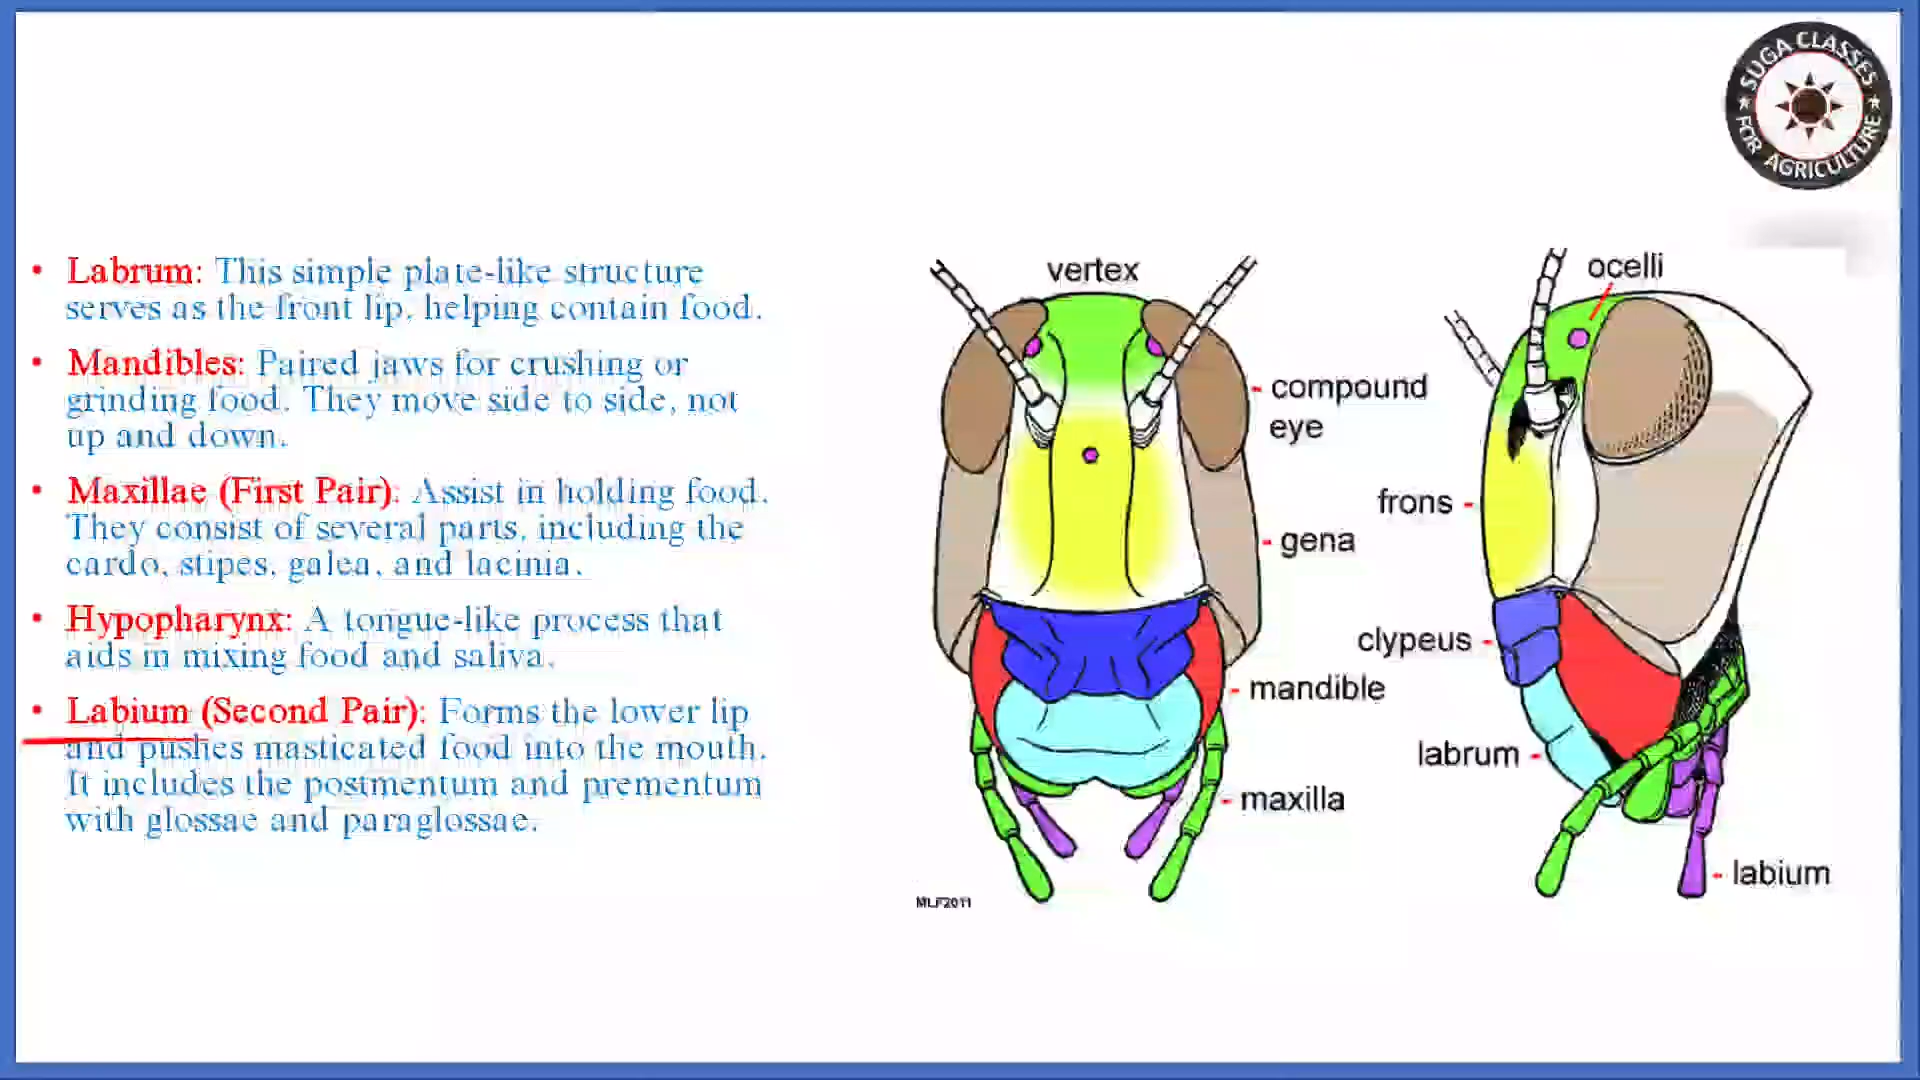 SUGA CLASSES
★ FOR AGRICULTURE ★
• Labrum: This simple plate-like structure
serves as the front lip, helping contain food.
• Mandibles: Paired jaws for crushing or
grinding food. They move side to side, not
up and down.
• Maxillae (First Pair): Assist in holding food.
They consist of several parts, including the
cardo, stipes, galea, and lacinia.
• Hypopharynx: A tongue-like process that
aids in mixing food and saliva.
• Labium (Second Pair): Forms the lower lip
and pushes masticated food into the mouth.
It includes the postmentum and prementum
with glossae and paraglossae.
vertex
compound
eye
gena
mandible
maxilla
MLF2011
ocelli
frons
clypeus
labrum
labium